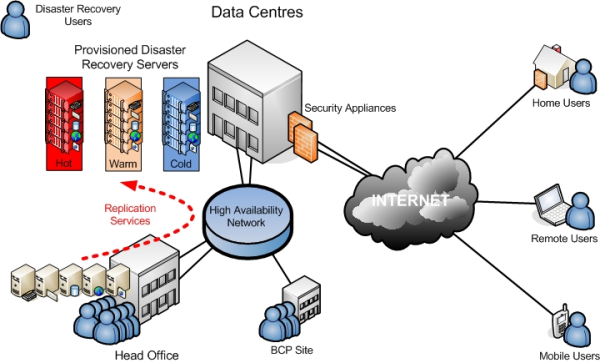 Disaster Recovery
Users
Data Centres
Provisioned Disaster
Recovery Servers
Hot
Warm
Cold
Security Appliances
Home Users
Replication
Services
High Availability
Network
INTERNET
Remote Users
Head Office
BCP Site
Mobile Users